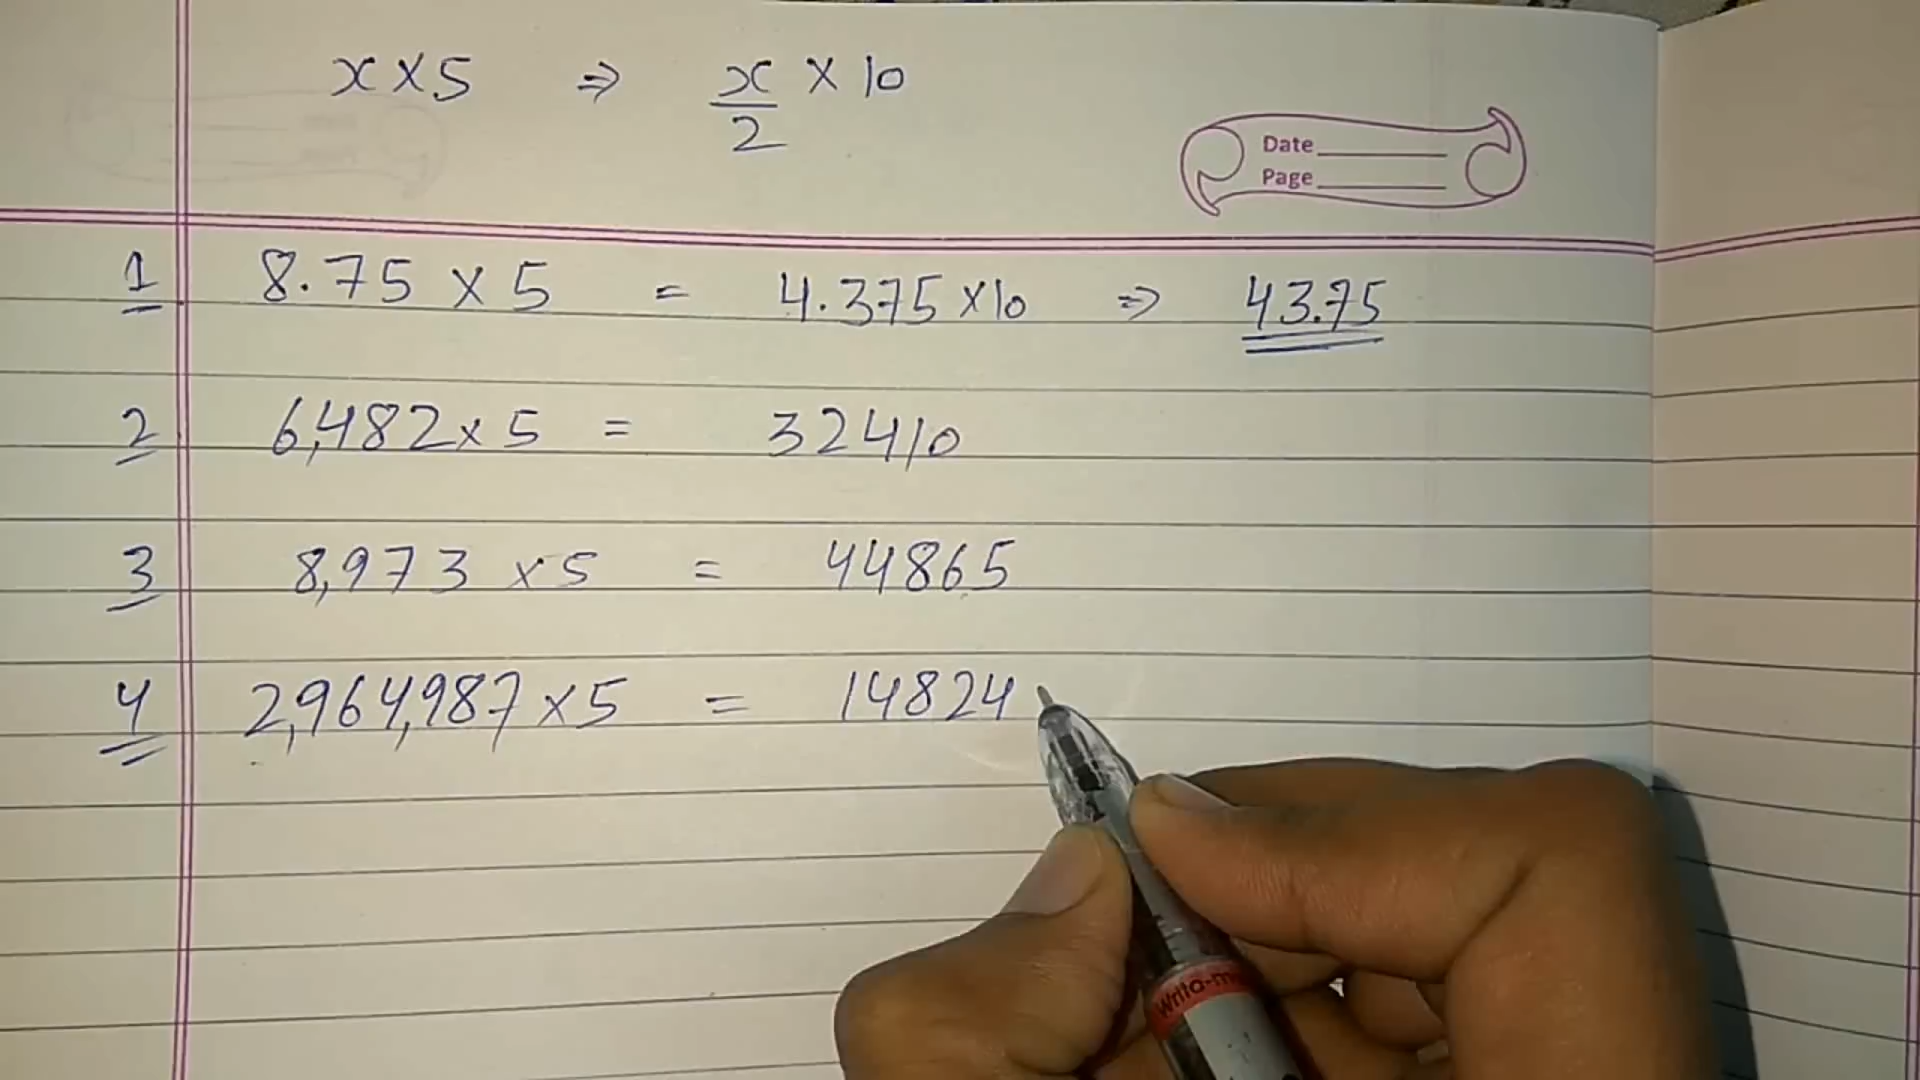 x × 5 ⇒ x/2 × 10
Date
Page
1 8.75 × 5 = 4.375 × 10 ⇒ 43.75
2 6,482 × 5 = 32410
3 8,973 × 5 = 44865
4 2,964,987 × 5 = 14824